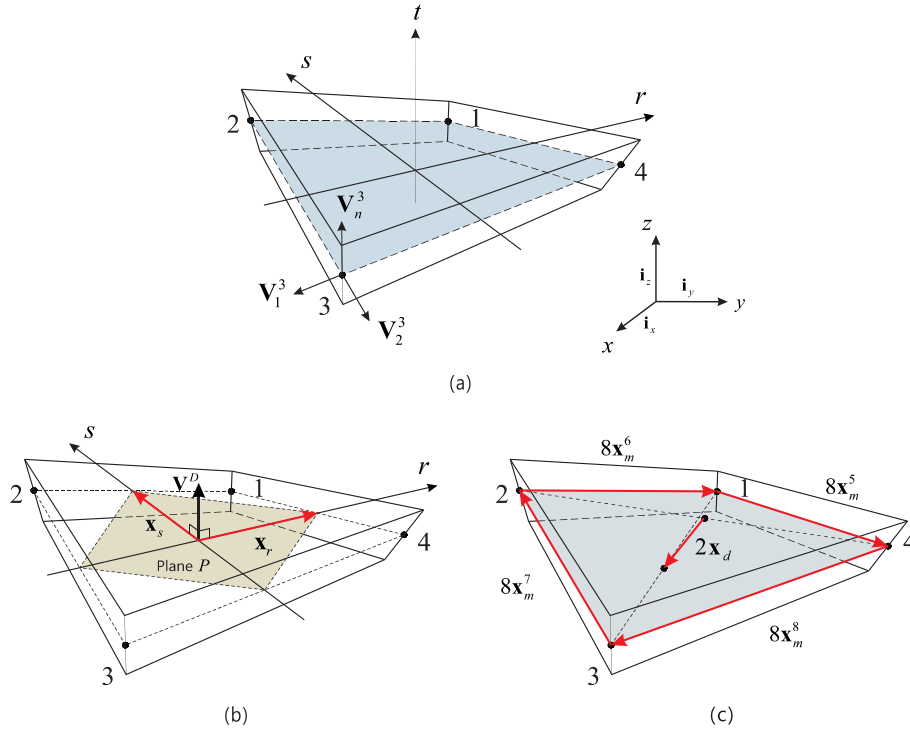 t
s
r
2
1
4
V_n^3
z
i_z
i_y
V_1^3
3
y
V_2^3
x
i_x
(a)
s
8x_m^6
V^D
r
2
1
2
1
8x_m^5
x_s
x_r
4
2x_d
4
Plane P
8x_m^7
8x_m^8
3
3
(b)
(c)